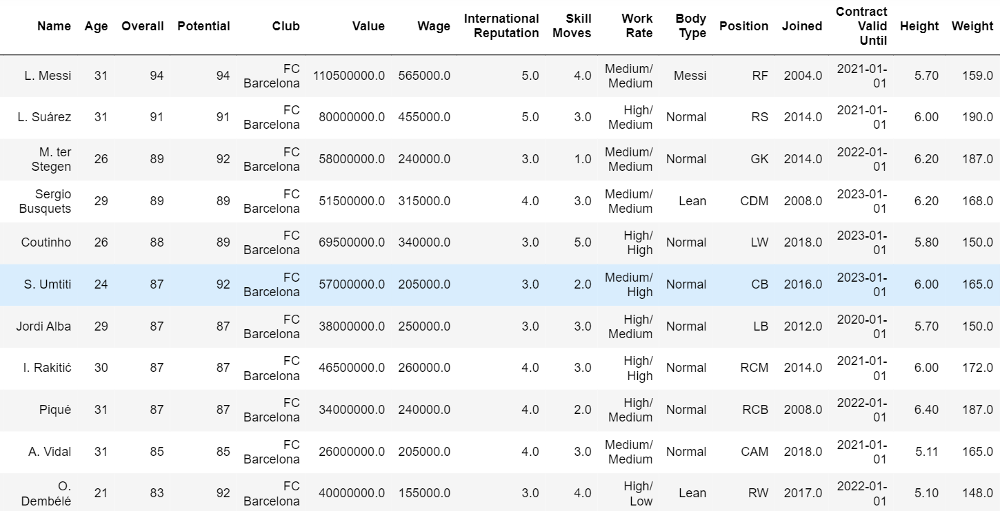 Name Age Overall Potential Club Value Wage International Reputation Skill Moves Work Rate Body Type Position Joined Contract Valid Until Height Weight
L. Messi 31 94 94 FC Barcelona 110500000.0 565000.0 5.0 4.0 Medium/ Medium Messi RF 2004.0 2021-01-01 5.70 159.0
L. Suárez 31 91 91 FC Barcelona 80000000.0 455000.0 5.0 3.0 High/ Medium Normal RS 2014.0 2021-01-01 6.00 190.0
M. ter Stegen 26 89 92 FC Barcelona 58000000.0 240000.0 3.0 1.0 Medium/ Medium Normal GK 2014.0 2022-01-01 6.20 187.0
Sergio Busquets 29 89 89 FC Barcelona 51500000.0 315000.0 4.0 3.0 Medium/ Medium Lean CDM 2008.0 2023-01-01 6.20 168.0
Coutinho 26 88 89 FC Barcelona 69500000.0 340000.0 3.0 5.0 High/ High Normal LW 2018.0 2023-01-01 5.80 150.0
S. Umtiti 24 87 92 FC Barcelona 57000000.0 205000.0 3.0 2.0 Medium/ High Normal CB 2016.0 2023-01-01 6.00 165.0
Jordi Alba 29 87 87 FC Barcelona 38000000.0 250000.0 3.0 3.0 High/ Medium Normal LB 2012.0 2020-01-01 5.70 150.0
I. Rakitić 30 87 87 FC Barcelona 46500000.0 260000.0 4.0 3.0 High/ High Normal RCM 2014.0 2021-01-01 6.00 172.0
Piqué 31 87 87 FC Barcelona 34000000.0 240000.0 4.0 2.0 High/ Medium Normal RCB 2008.0 2022-01-01 6.40 187.0
A. Vidal 31 85 85 FC Barcelona 26000000.0 205000.0 4.0 3.0 Medium/ Medium Normal CAM 2018.0 2021-01-01 5.11 165.0
O. Dembélé 21 83 92 FC Barcelona 40000000.0 155000.0 3.0 4.0 High/ Low Lean RW 2017.0 2022-01-01 5.10 148.0